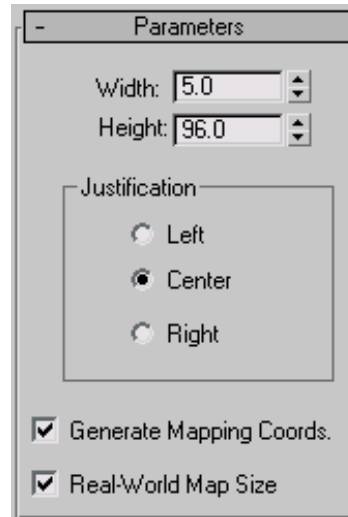 - Parameters
Width: 5.0
Height: 96.0
Justification
Left
Center
Right
Generate Mapping Coords.
Real-World Map Size